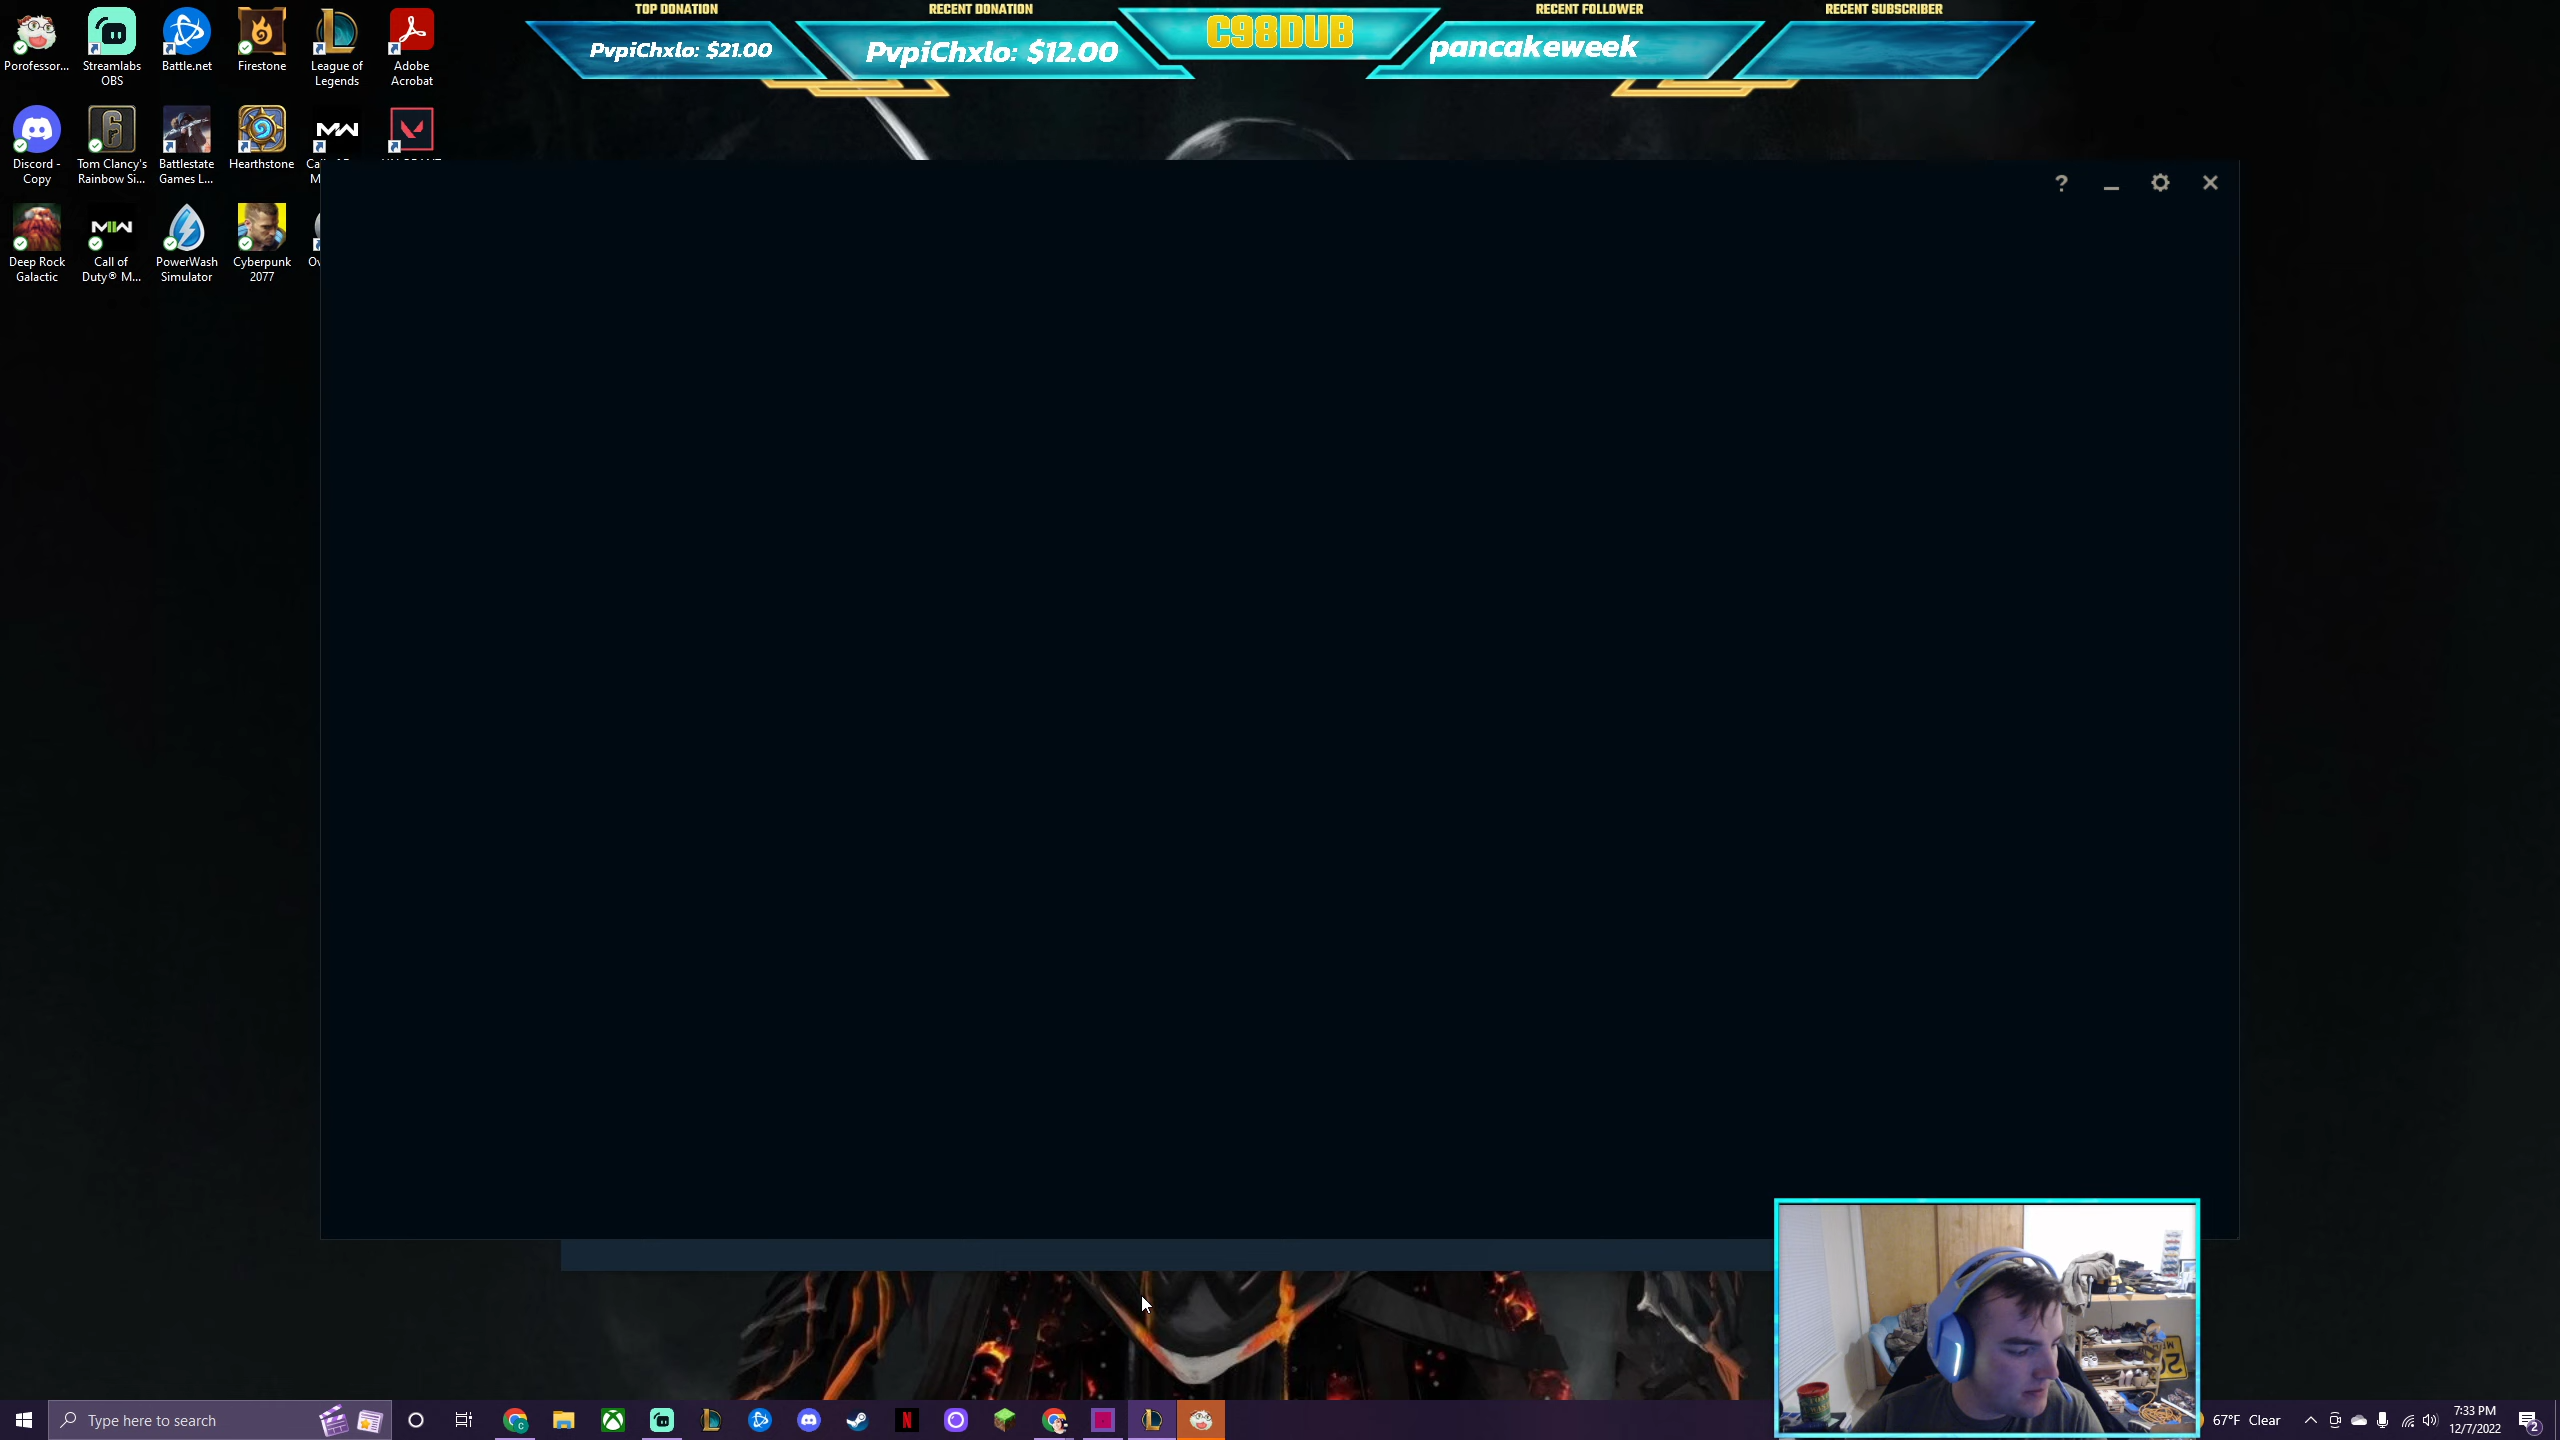 TOP DONATION
RECENT DONATION
RECENT FOLLOWER
RECENT SUBSCRIBER
PvpiChxlo: $21.00
PvpiChxlo: $12.00
C98DUB
pancakeweek
Porofessor...
Streamlabs
OBS
Battle.net
Firestone
League of
Legends
Adobe
Acrobat
Discord -
Copy
Tom Clancy's
Rainbow Si...
Battlestate
Games L...
Hearthstone
Deep Rock
Galactic
Call of
Duty® M...
PowerWash
Simulator
Cyberpunk
2077
Type here to search
67°F Clear
7:33 PM
12/7/2022
2